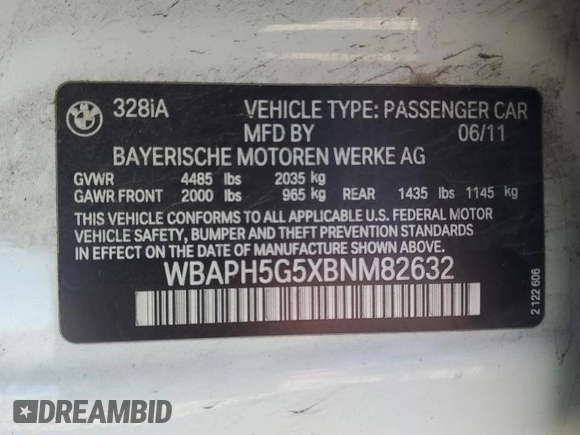 328iA VEHICLE TYPE: PASSENGER CAR
MFD BY 06/11
BAYERISCHE MOTOREN WERKE AG
GVWR 4485 lbs 2035 kg
GAWR FRONT 2000 lbs 965 kg REAR 1435 lbs 1145 kg
THIS VEHICLE CONFORMS TO ALL APPLICABLE U.S. FEDERAL MOTOR
VEHICLE SAFETY, BUMPER AND THEFT PREVENTION STANDARDS
IN EFFECT ON THE DATE OF MANUFACTURE SHOWN ABOVE.
WBAPH5G5XBNM82632
2 122 606
DREAMBID